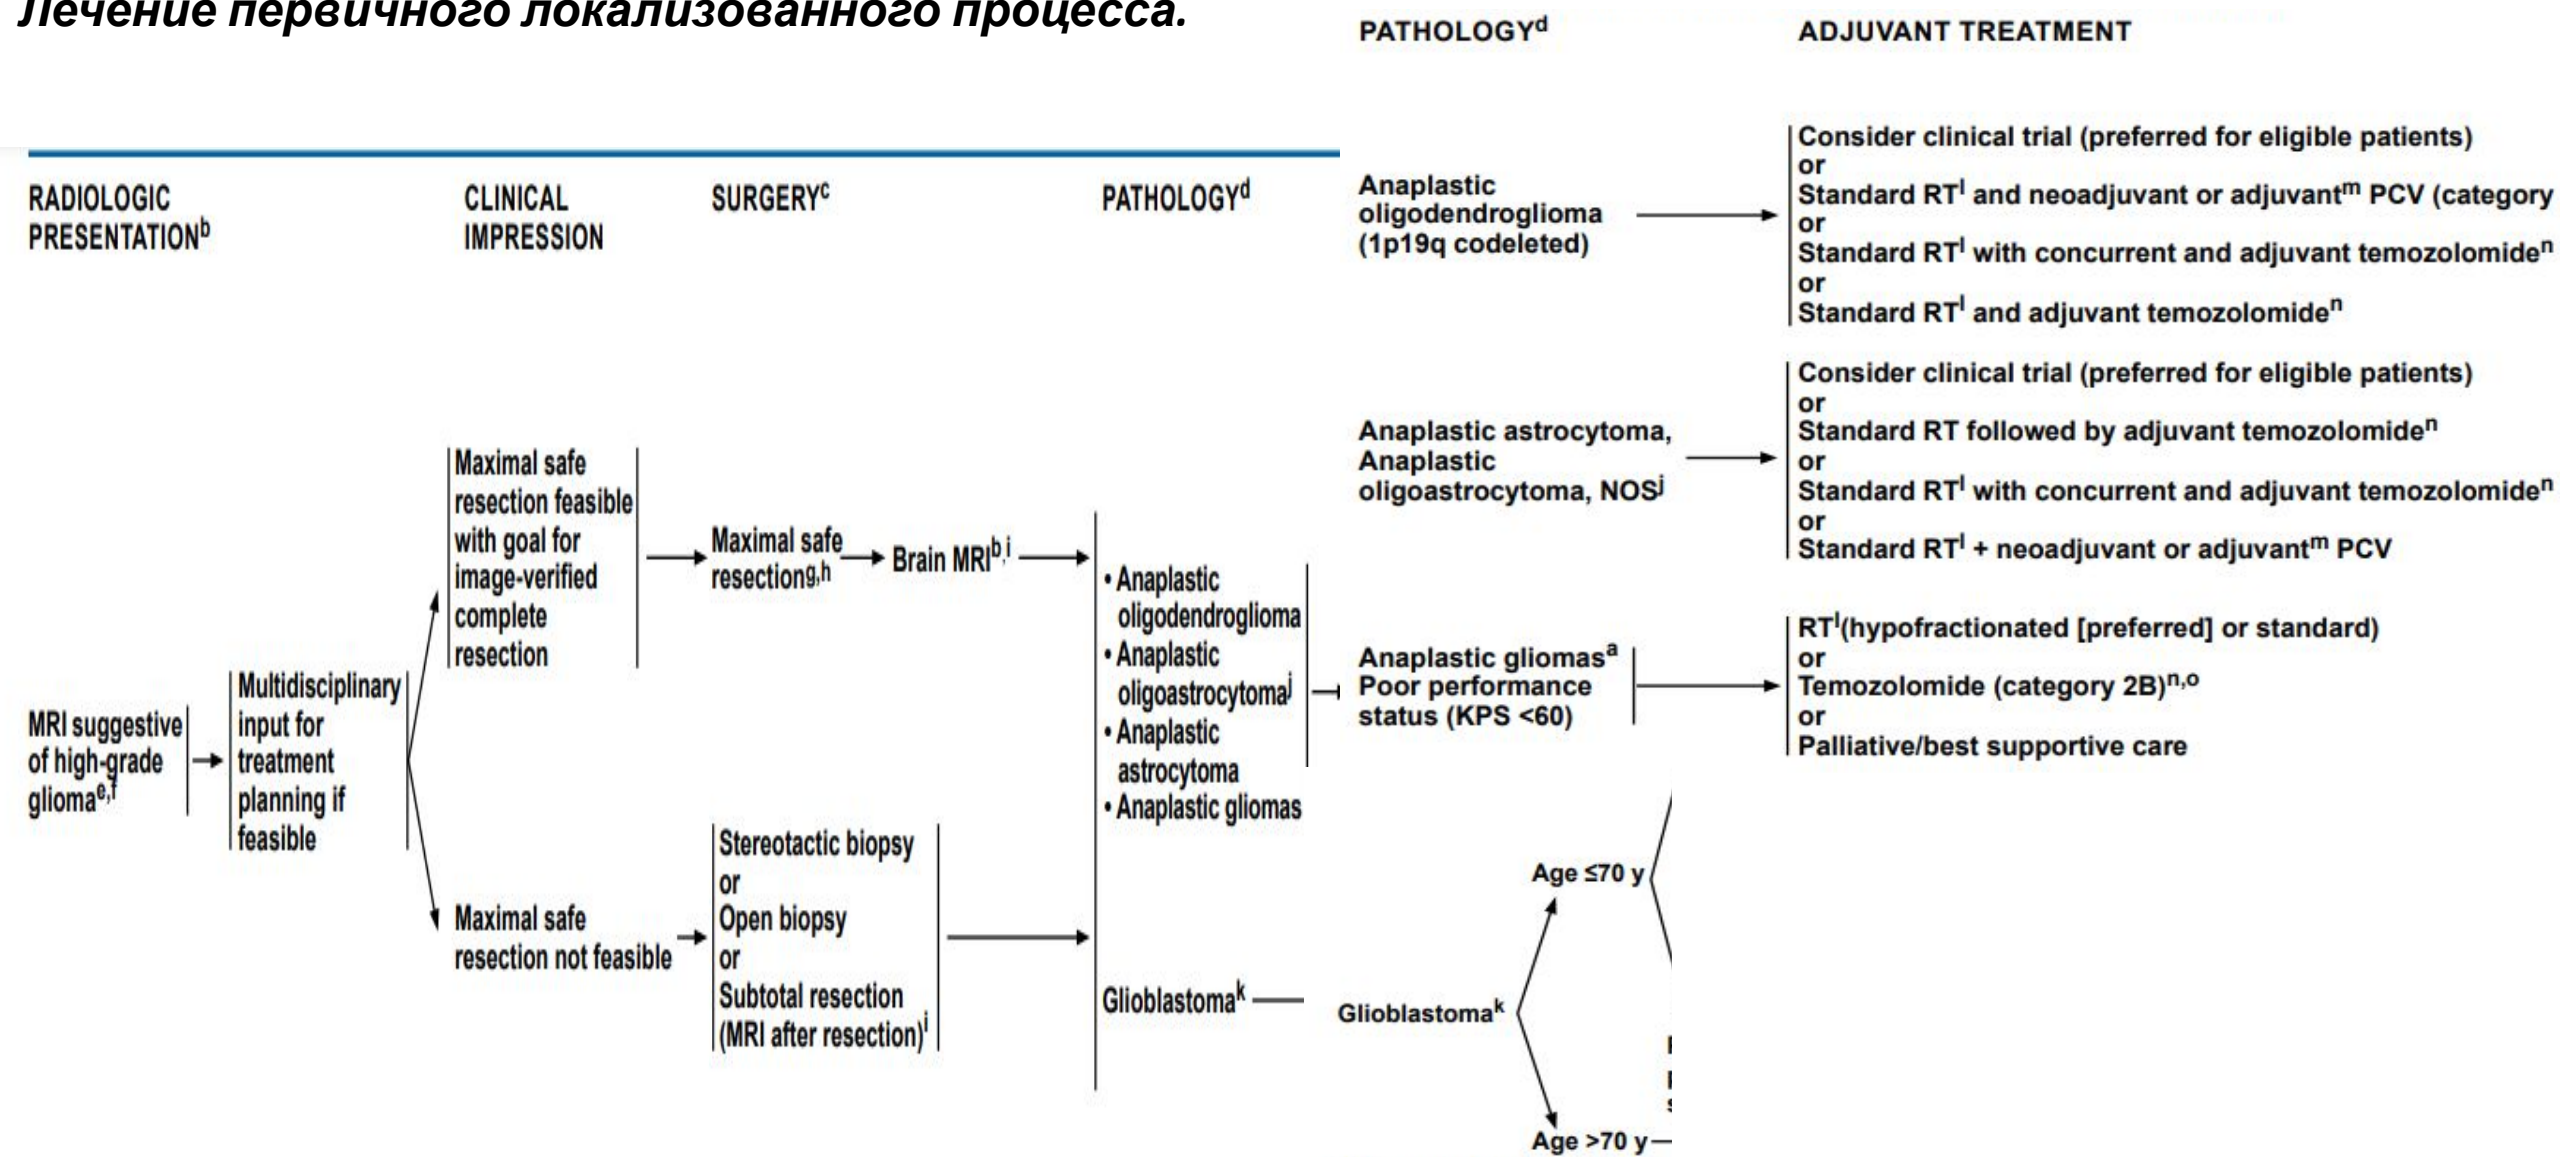 Лечение первичного локализованного процесса.
RADIOLOGIC
PRESENTATIONb
CLINICAL
IMPRESSION
SURGERYc
PATHOLOGYd
MRI suggestive
of high-grade
gliomae,f
Multidisciplinary
input for
treatment
planning if
feasible
Maximal safe
resection feasible
with goal for
image-verified
complete
resection
Maximal safe
resectiong,h
Brain MRIb,i
Maximal safe
resection not feasible
Stereotactic biopsy
or
Open biopsy
or
Subtotal resection
(MRI after resection)i
• Anaplastic
oligodendroglioma
• Anaplastic
oligoastrocytomaj
• Anaplastic
astrocytoma
• Anaplastic gliomas
Glioblastomak
PATHOLOGYd
ADJUVANT TREATMENT
Anaplastic
oligodendroglioma
(1p19q codeleted)
Consider clinical trial (preferred for eligible patients)
or
Standard RTl and neoadjuvant or adjuvantm PCV (category
or
Standard RTl with concurrent and adjuvant temozolomiden
or
Standard RTl and adjuvant temozolomiden
Anaplastic astrocytoma,
Anaplastic
oligoastrocytoma, NOSj
Consider clinical trial (preferred for eligible patients)
or
Standard RT followed by adjuvant temozolomiden
or
Standard RTl with concurrent and adjuvant temozolomiden
or
Standard RTl + neoadjuvant or adjuvantm PCV
Anaplastic gliomasa
Poor performance
status (KPS <60)
RTl(hypofractionated [preferred] or standard)
or
Temozolomide (category 2B)n,o
or
Palliative/best supportive care
Glioblastomak
Age ≤70 y
Age >70 y